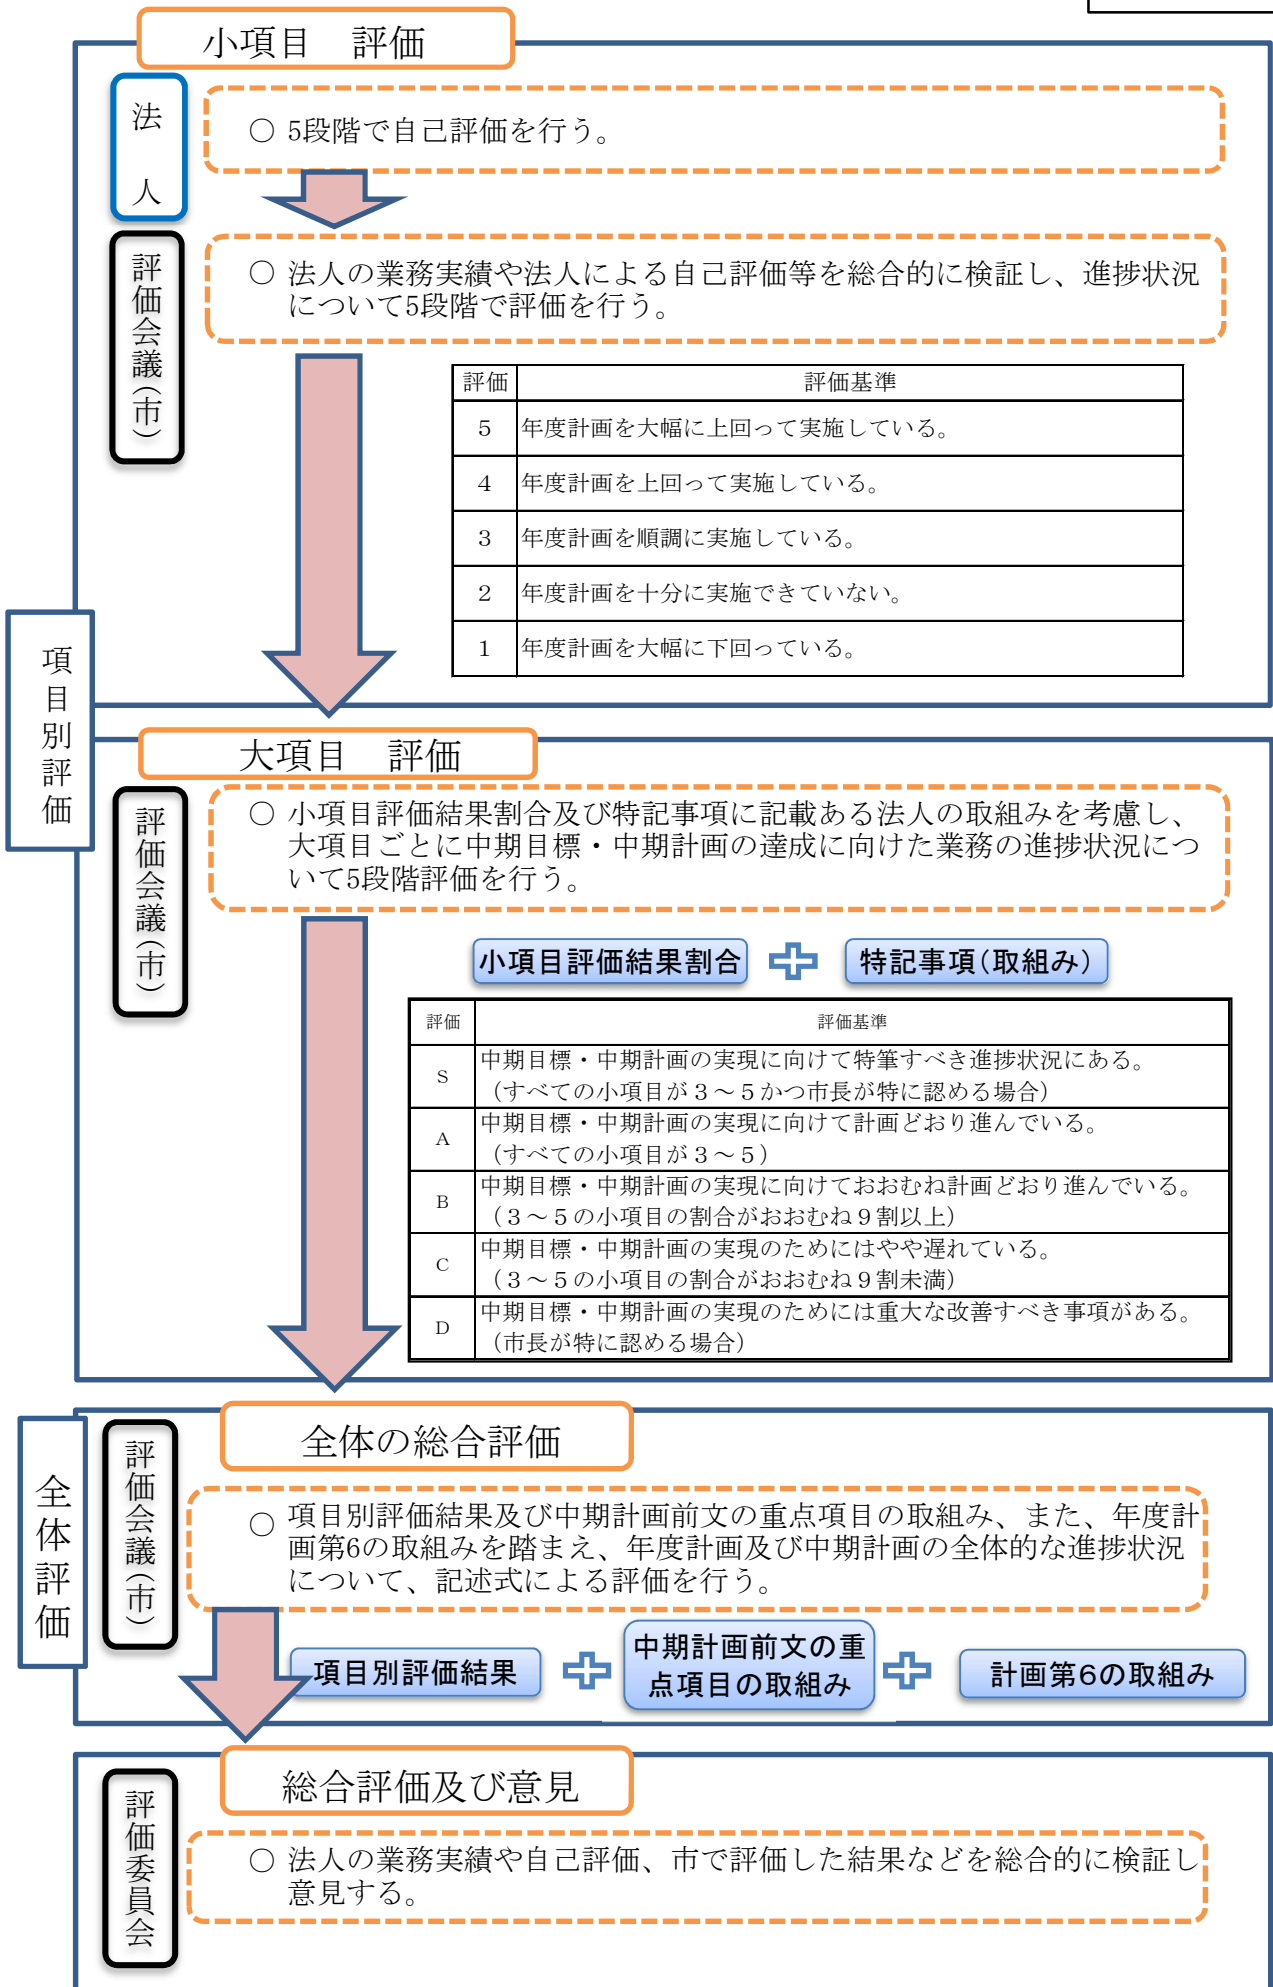 小項目　評価
法人
○ 5段階で自己評価を行う。
評価会議(市)
○ 法人の業務実績や法人による自己評価等を総合的に検証し、進捗状況
について5段階で評価を行う。
評価 評価基準
5 年度計画を大幅に上回って実施している。
4 年度計画を上回って実施している。
3 年度計画を順調に実施している。
2 年度計画を十分に実施できていない。
1 年度計画を大幅に下回っている。
項目別評価
大項目　評価
評価会議(市)
○ 小項目評価結果割合及び特記事項に記載ある法人の取組みを考慮し、
大項目ごとに中期目標・中期計画の達成に向けた業務の進捗状況につ
いて5段階評価を行う。
小項目評価結果割合
特記事項(取組み)
評価 評価基準
S 中期目標・中期計画の実現に向けて特筆すべき進捗状況にある。
（すべての小項目が３～５かつ市長が特に認める場合）
A 中期目標・中期計画の実現に向けて計画どおり進んでいる。
（すべての小項目が３～５）
B 中期目標・中期計画の実現に向けておおむね計画どおり進んでいる。
（３～５の小項目の割合がおおむね９割以上）
C 中期目標・中期計画の実現のためにはやや遅れている。
（３～５の小項目の割合がおおむね９割未満）
D 中期目標・中期計画の実現のためには重大な改善すべき事項がある。
（市長が特に認める場合）
全体評価
全体の総合評価
評価会議(市)
○ 項目別評価結果及び中期計画前文の重点項目の取組み、また、年度計
画第6の取組みを踏まえ、年度計画及び中期計画の全体的な進捗状況
について、記述式による評価を行う。
項目別評価結果
中期計画前文の重
点項目の取組み
計画第6の取組み
総合評価及び意見
評価委員会
○ 法人の業務実績や自己評価、市で評価した結果などを総合的に検証し
意見する。